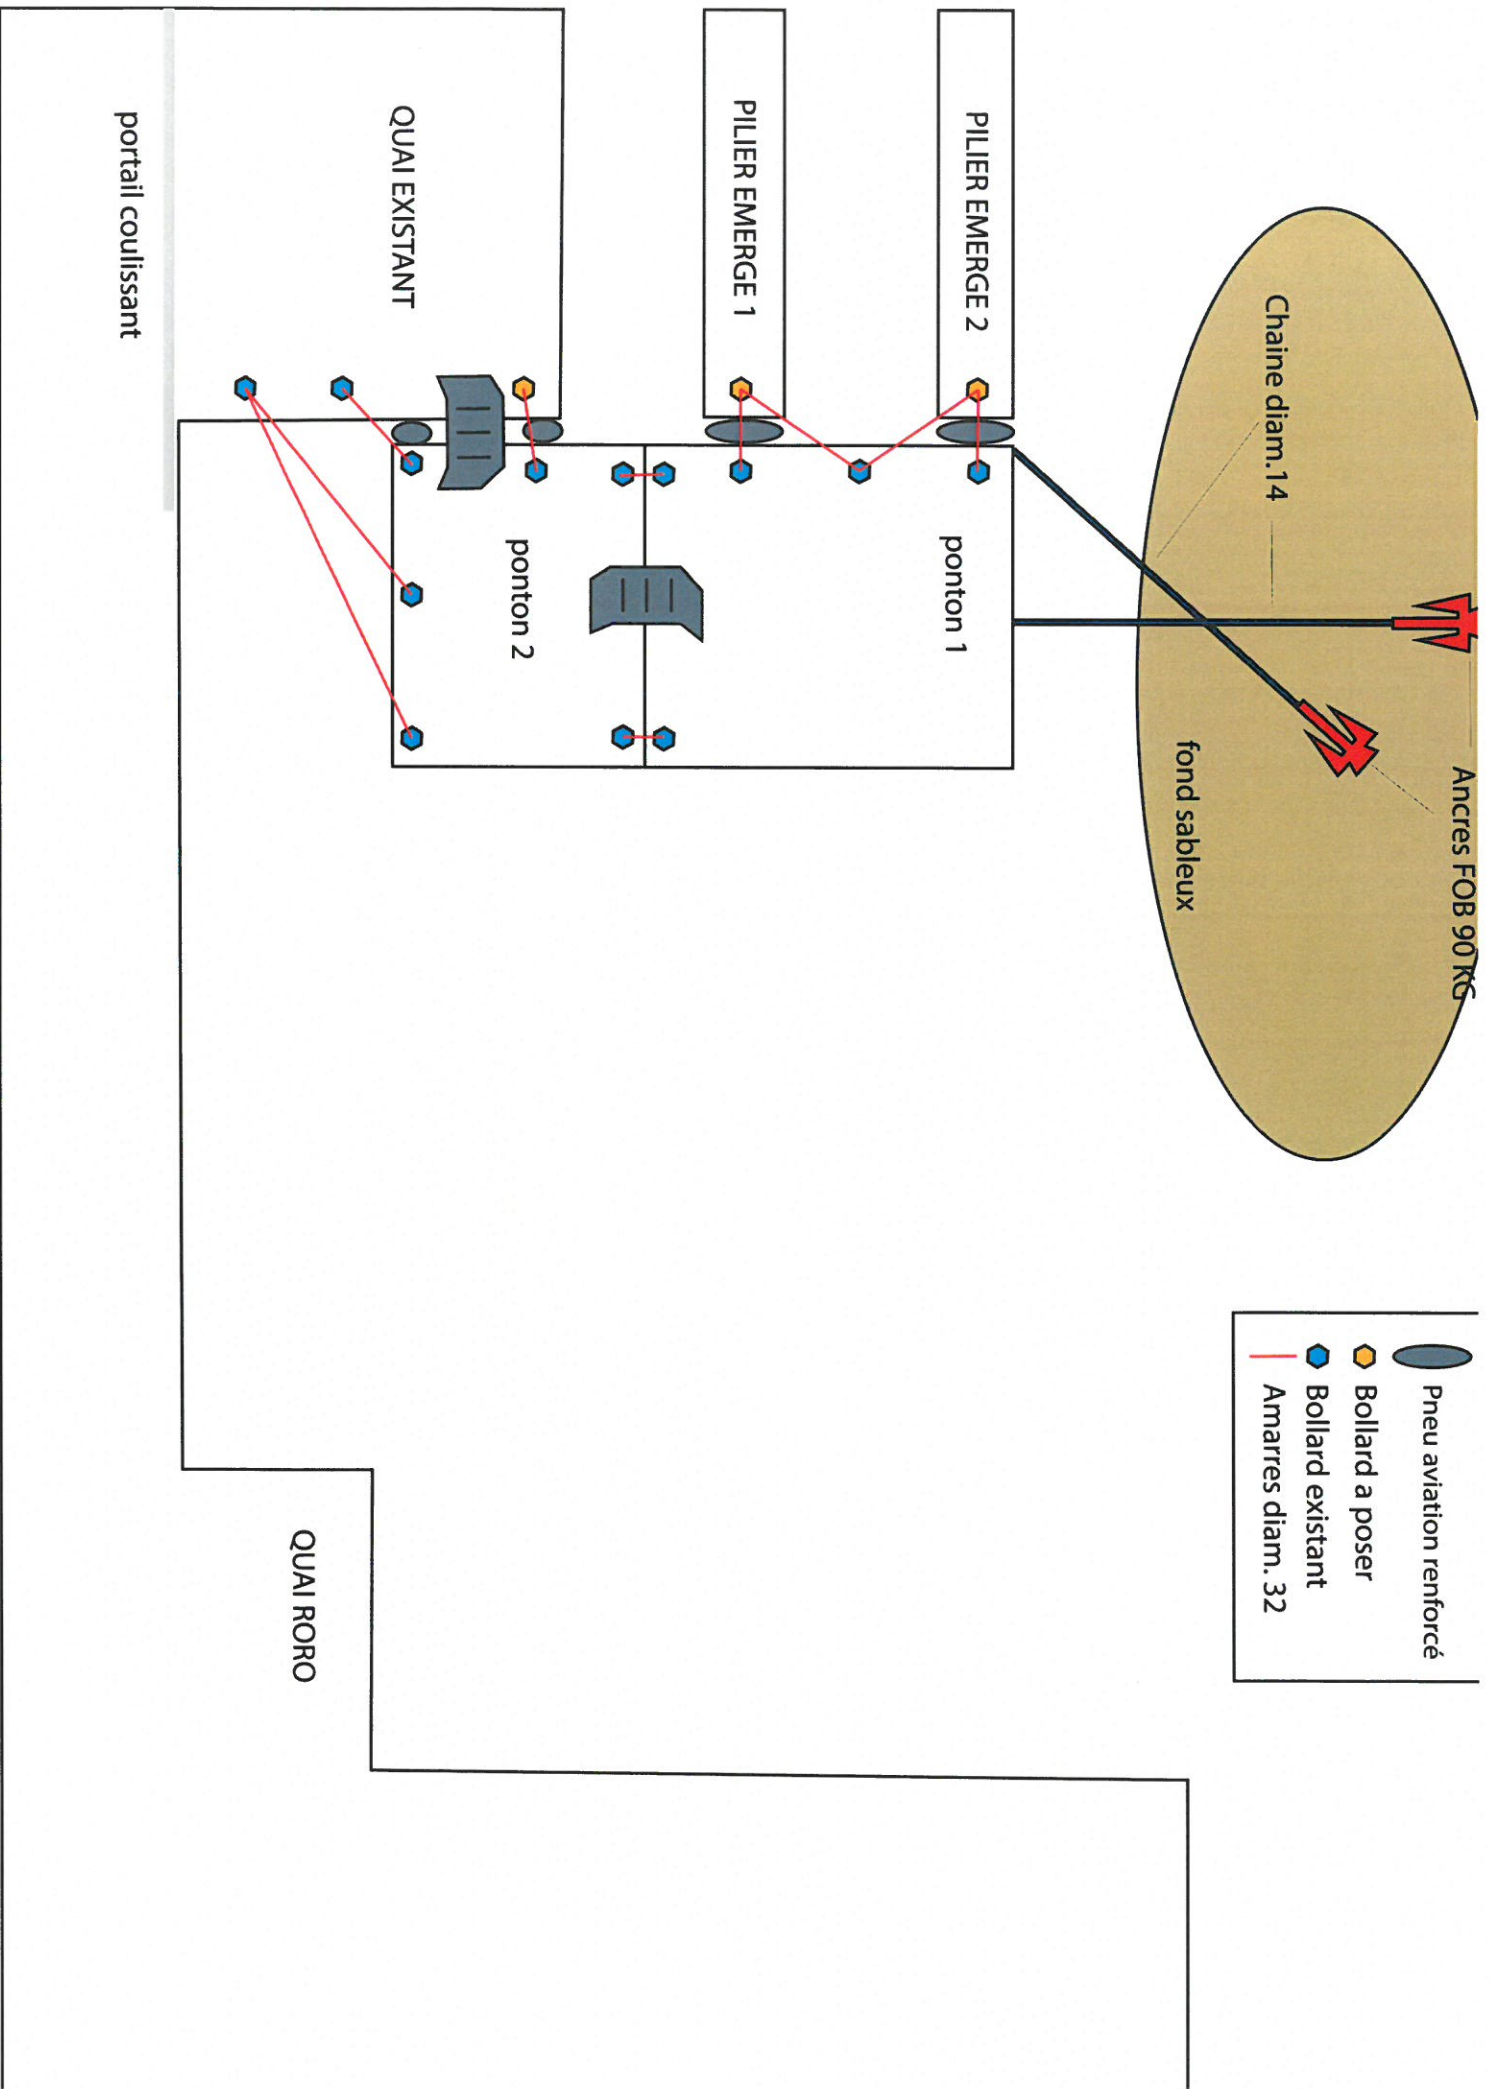 Ancres FOB 90 KG
Chaine diam.14
fond sableux
PILIER EMERGE 2
PILIER EMERGE 1
ponton 1
ponton 2
QUAI EXISTANT
portail coulissant
QUAI RORO
Pneu aviation renforcé
Bollard a poser
Bollard existant
Amarres diam. 32